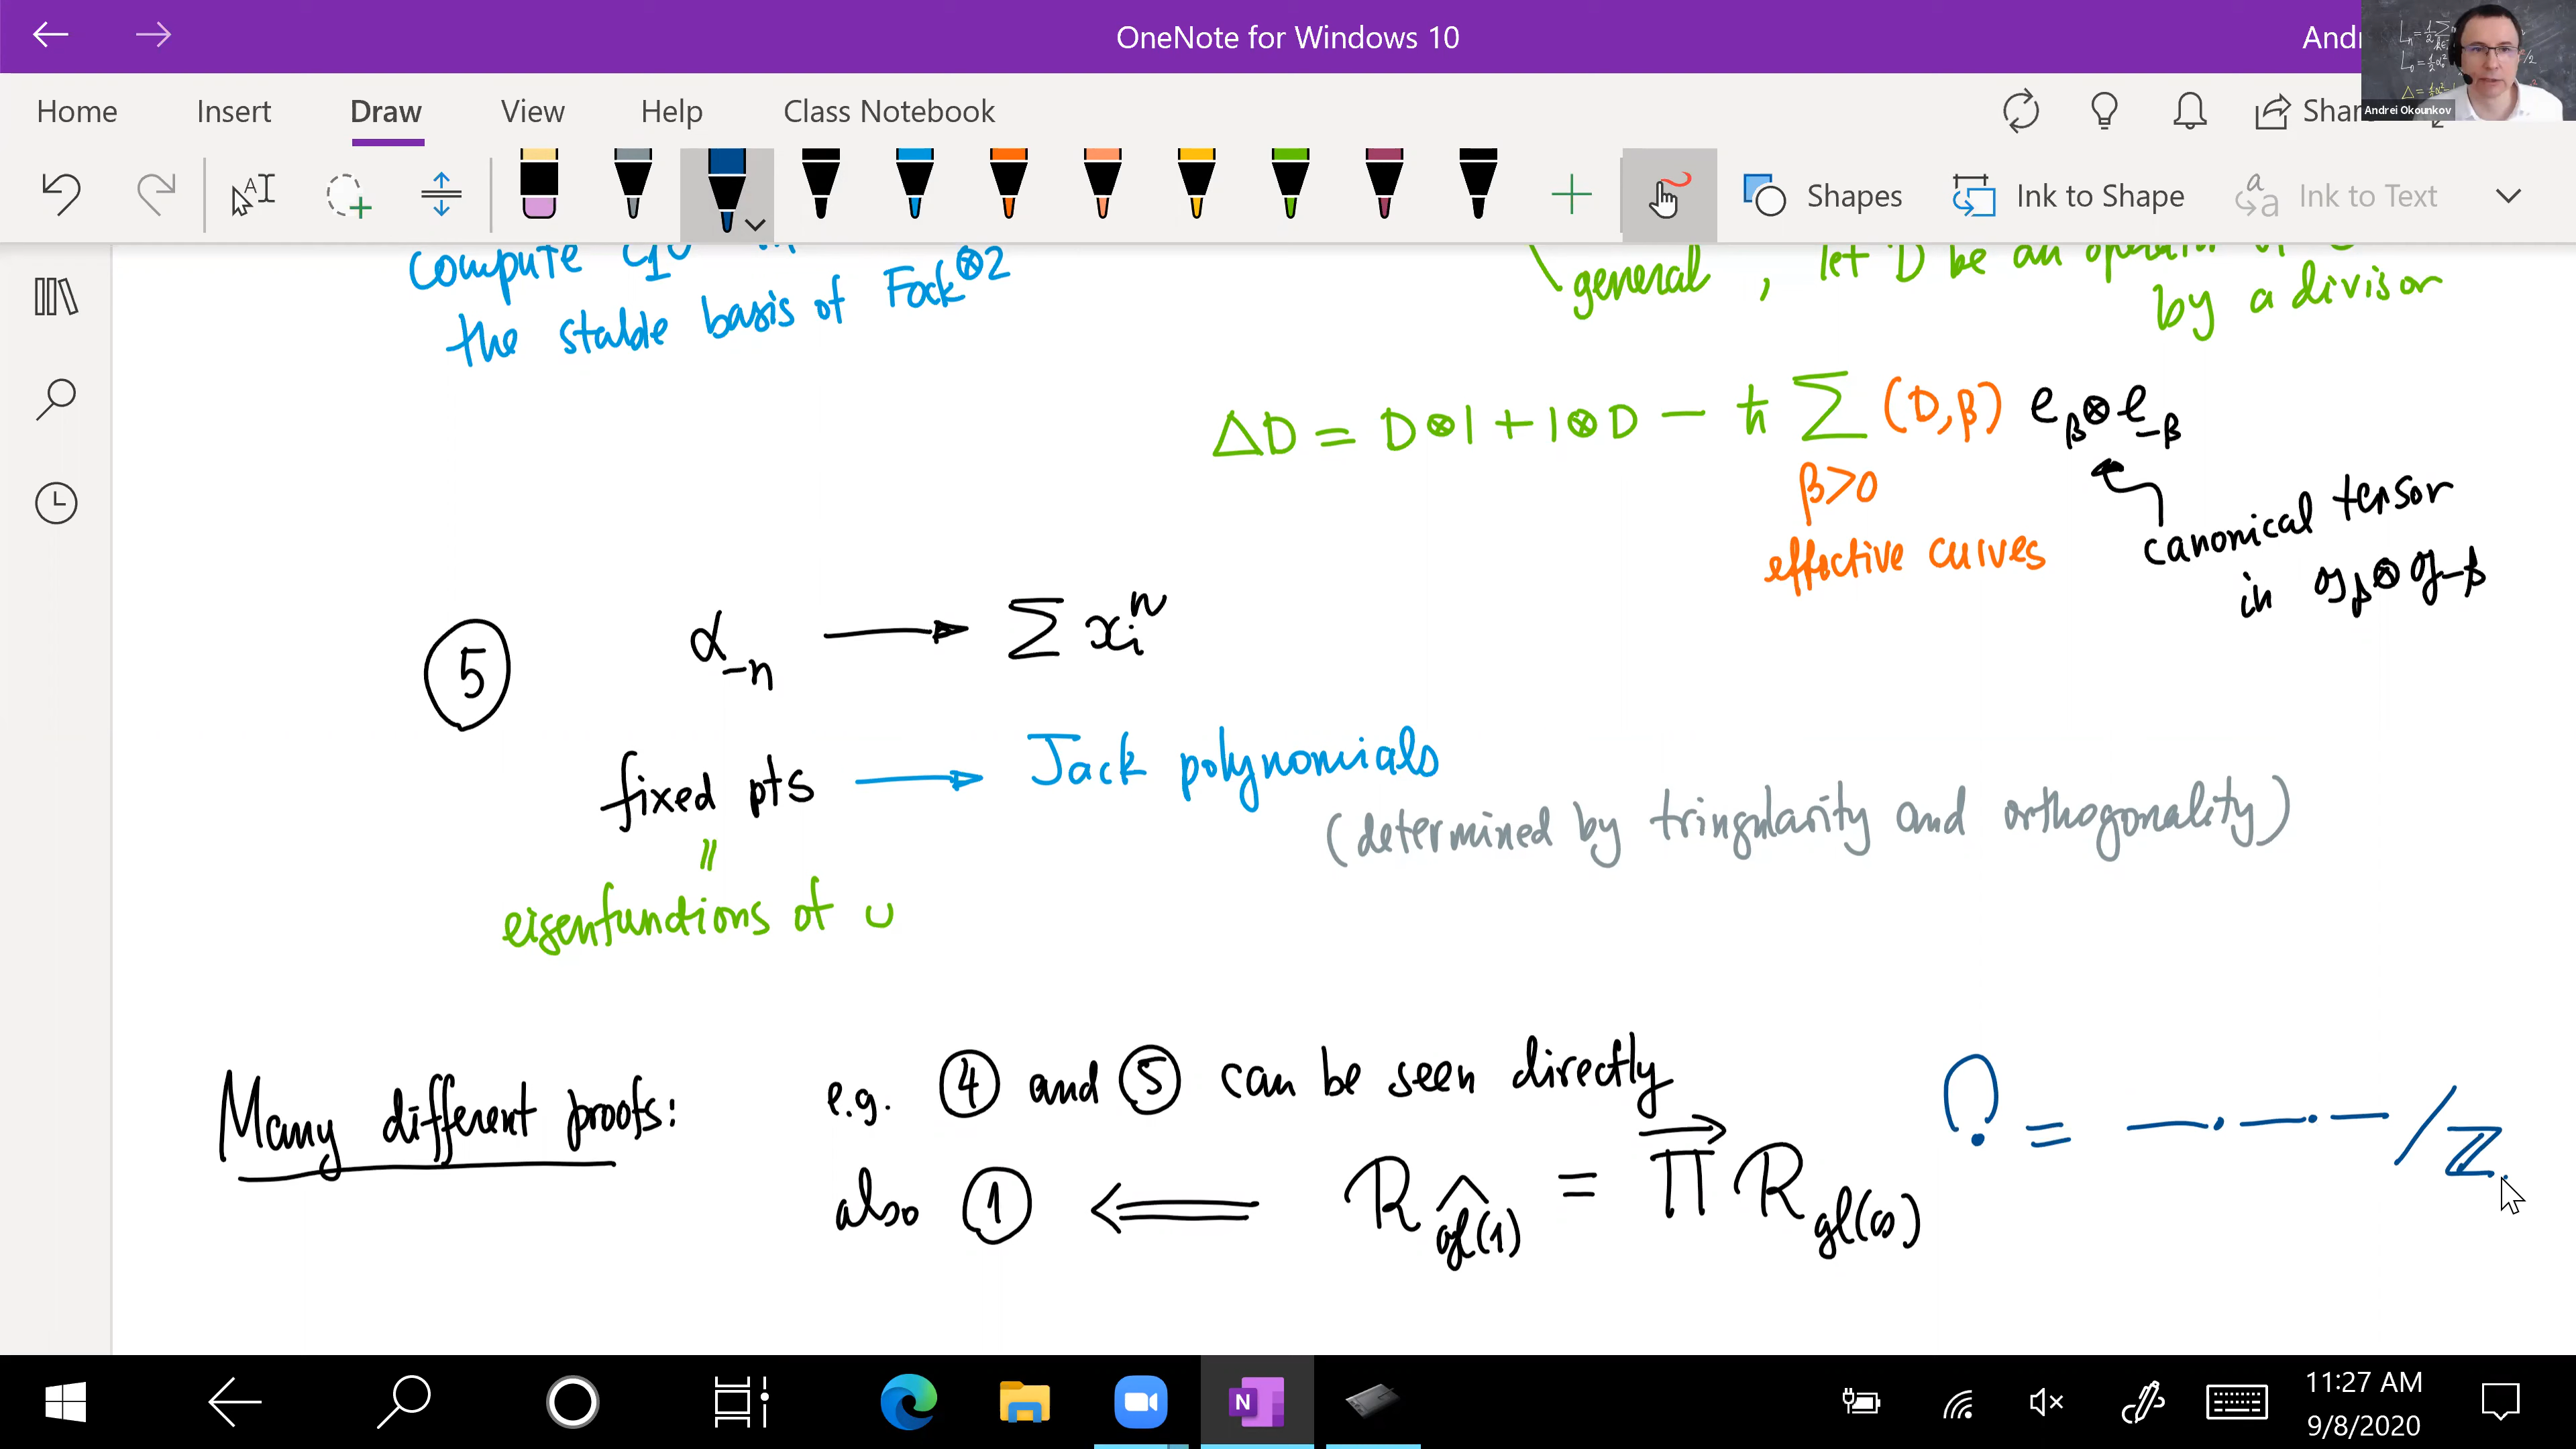 OneNote for Windows 10
Andrei Okounkov
Home Insert Draw View Help Class Notebook
Shapes Ink to Shape Ink to Text
compute
the stable basis of Fock⊗2
general, let D be an
by a divisor
ΔD = D⊗1 + 1⊗D − ħ ∑ (D,β) e_β⊗e_−β
β>0
effective curves
canonical tensor
in 𝔤_β⊗𝔤_−β
⑤ α_−n ⟶ ∑ x_i^n
fixed pts ⟶ Jack polynomials
(determined by tringularity and orthogonality)
||
eigenfunctions of ∪
Many different proofs: e.g. ④ and ⑤ can be seen directly
also ① ⟸ R_gl(1)^ = ∏→ R_gl(∞)
= —·—·—/ℤ
11:27 AM
9/8/2020